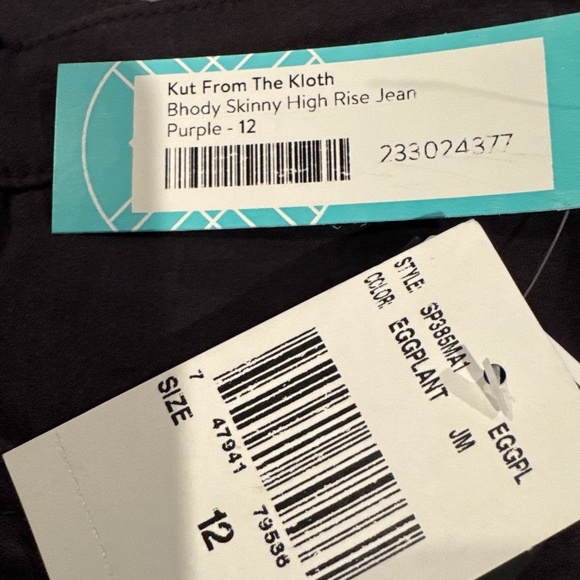 Kut From The Kloth
Bhody Skinny High Rise Jean
Purple - 12
233024377
STYLE: SP385MA1
COLOR: EGGPLANT EGGPL
JM
7 47941 79536
SIZE 12